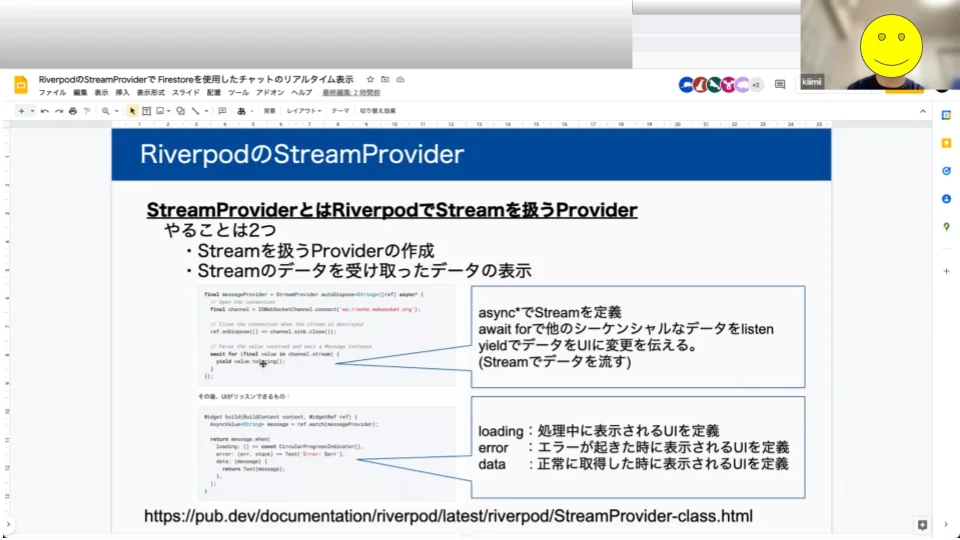 RiverpodのStreamProviderで Firestoreを使用したチャットのリアルタイム表示
ファイル 編集 表示 挿入 表示形式 スライド 配置 ツール アドオン ヘルプ 最終編集: 2 時間前
+2
kiimii
背景 レイアウト テーマ 切り替え効果
RiverpodのStreamProvider
StreamProviderとはRiverpodでStreamを扱うProvider
やることは2つ
・Streamを扱うProviderの作成
・Streamのデータを受け取ったデータの表示
final messageProvider = StreamProvider.autoDispose<String>((ref) async* {
// Open the connection
final channel = IOWebSocketChannel.connect('ws://echo.websocket.org');
// Close the connection when the stream is destroyed
ref.onDispose(() => channel.sink.close());
// Parse the value received and emit a Message instance
await for (final value in channel.stream) {
yield value.toString();
}
});
async*でStreamを定義
await forで他のシーケンシャルなデータをlisten
yieldでデータをUIに変更を伝える。
(Streamでデータを流す)
その後、UIがリッスンできるもの：
Widget build(BuildContext context, WidgetRef ref) {
AsyncValue<String> message = ref.watch(messageProvider);
return message.when(
loading: () => const CircularProgressIndicator(),
error: (err, stack) => Text('Error: $err'),
data: (message) {
return Text(message);
},
);
}
loading：処理中に表示されるUIを定義
error ：エラーが起きた時に表示されるUIを定義
data ：正常に取得した時に表示されるUIを定義
https://pub.dev/documentation/riverpod/latest/riverpod/StreamProvider-class.html